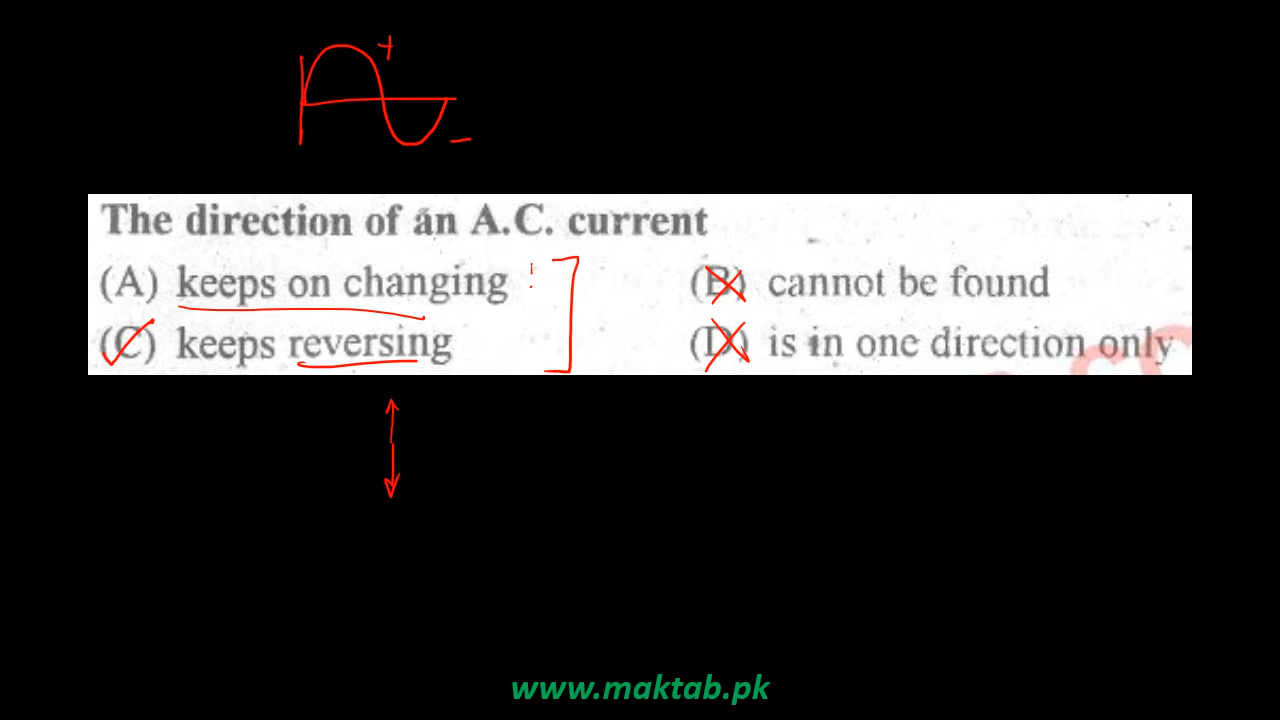 +
−
The direction of an A.C. current
(A) keeps on changing (B) cannot be found
(C) keeps reversing (D) is in one direction only
www.maktab.pk